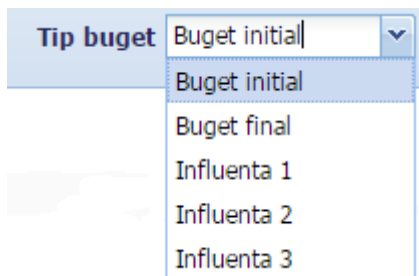 Tip buget Buget initial
Buget initial
Buget final
Influenta 1
Influenta 2
Influenta 3